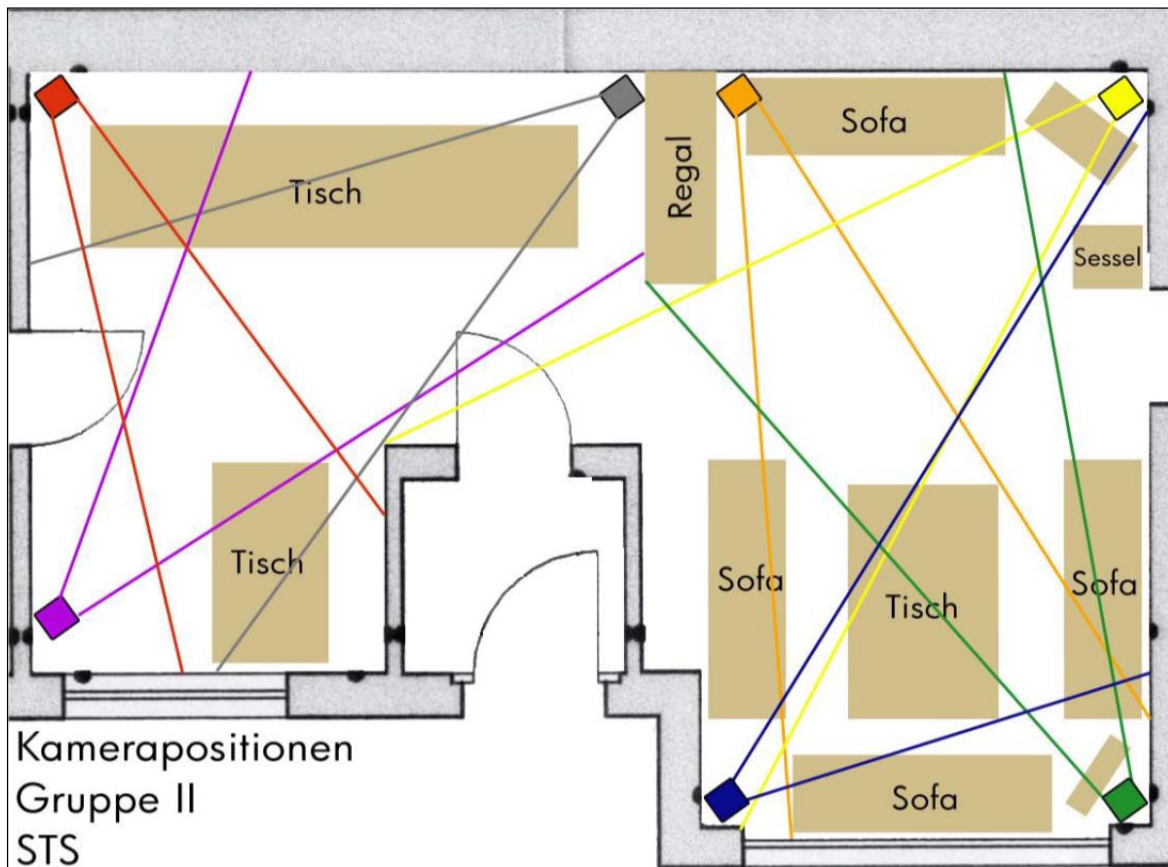 Sofa
Tisch
Regal
Sessel
Tisch
Sofa
Tisch
Sofa
Sofa
Kamerapositionen
Gruppe II
STS